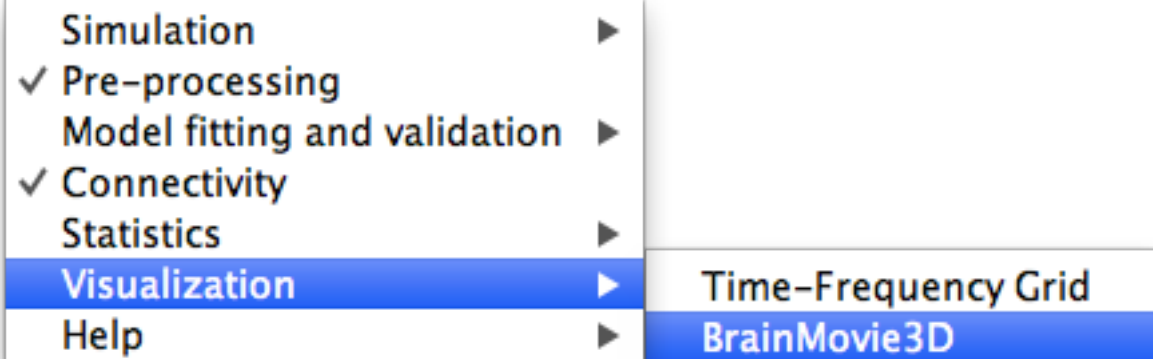 Simulation
✓ Pre-processing
Model fitting and validation
✓ Connectivity
Statistics
Visualization
Time-Frequency Grid
Help
BrainMovie3D